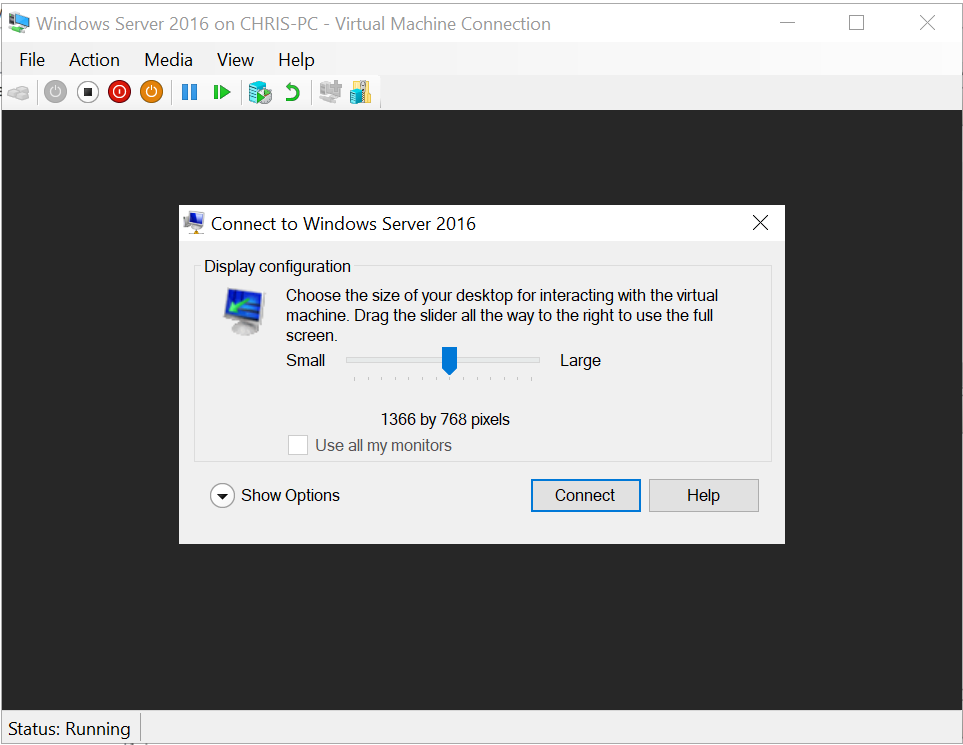 Windows Server 2016 on CHRIS-PC - Virtual Machine Connection
File Action Media View Help
Connect to Windows Server 2016
Display configuration
Choose the size of your desktop for interacting with the virtual
machine. Drag the slider all the way to the right to use the full
screen.
Small Large
1366 by 768 pixels
Use all my monitors
Show Options Connect Help
Status: Running